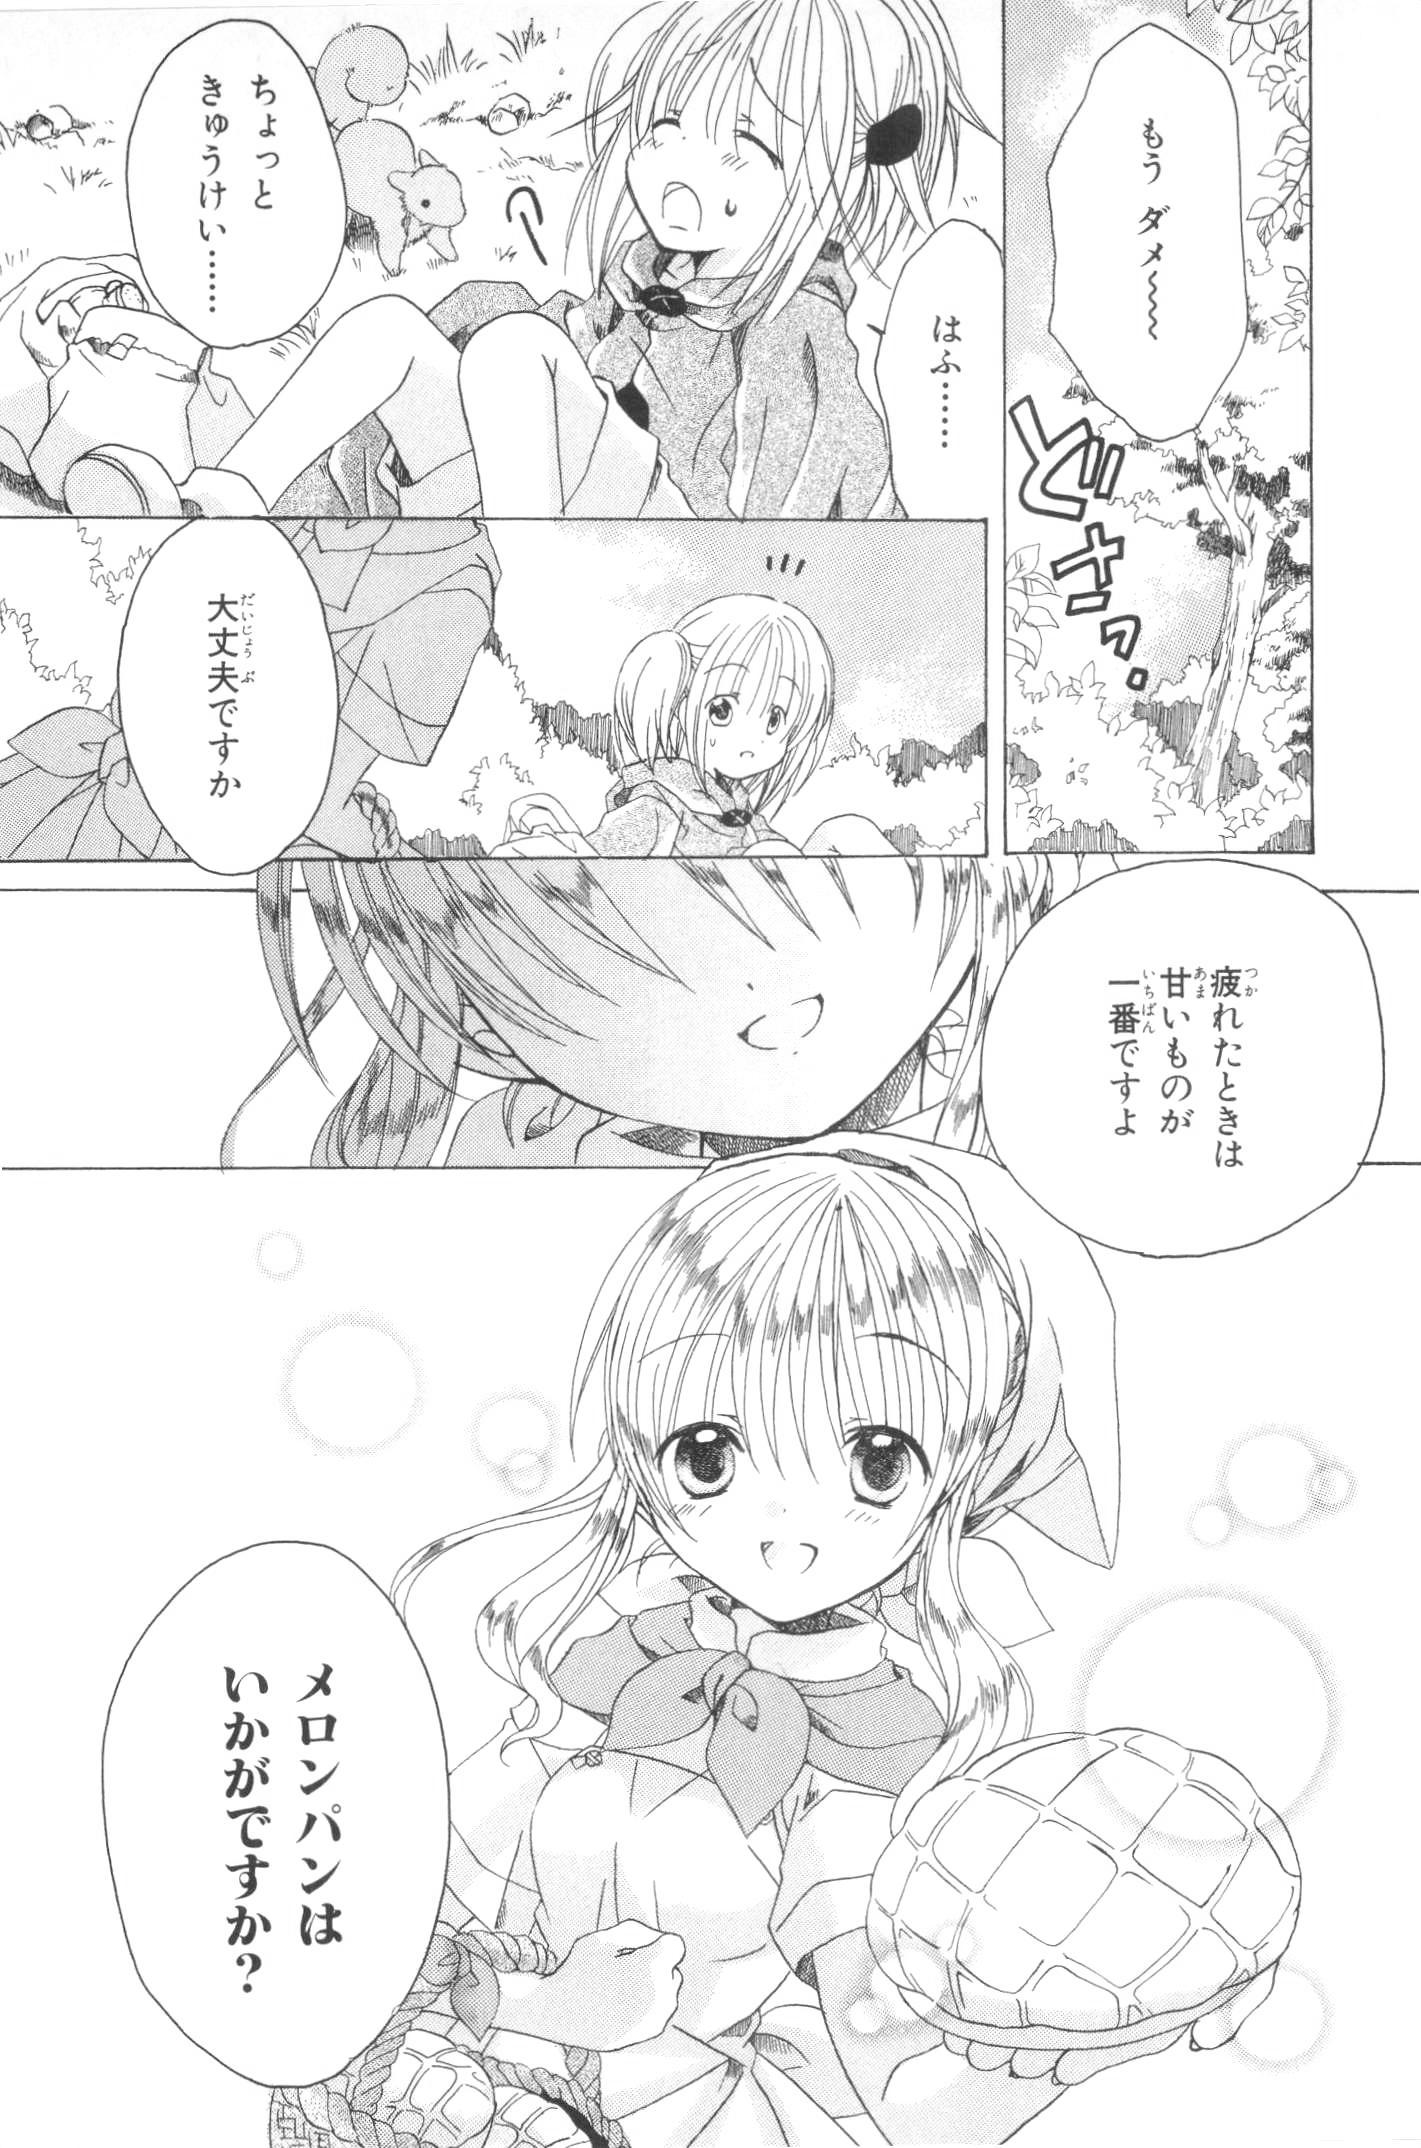 もうダメ〜〜
どさっ。
はふ……
ちょっと
きゅうけい……
大丈夫ですか
疲れたときは
甘いものが
一番ですよ
メロンパンは
いかがですか？